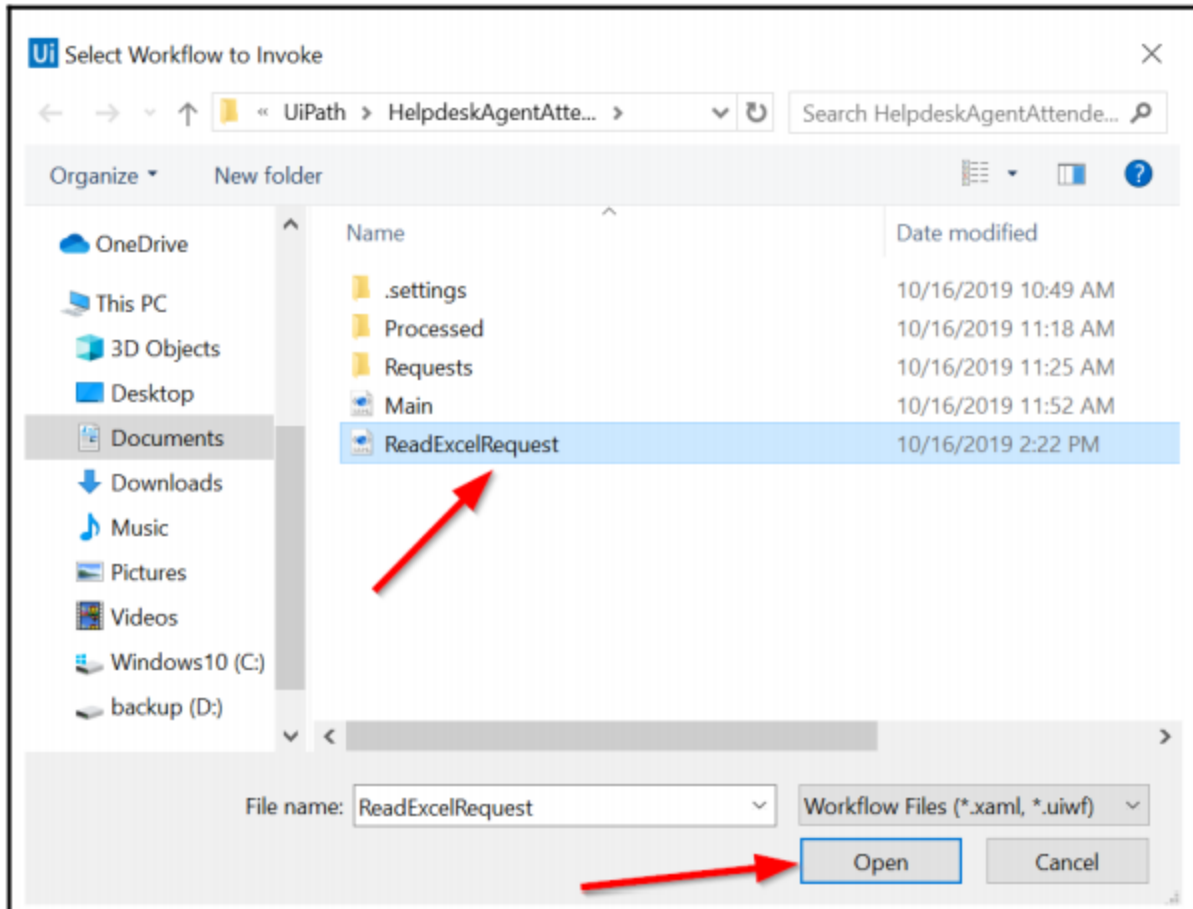 Ui Select Workflow to Invoke
« UiPath > HelpdeskAgentAtte... > Search HelpdeskAgentAttende...
Organize New folder ?
Name Date modified
OneDrive
This PC
3D Objects
Desktop
Documents
Downloads
Music
Pictures
Videos
Windows10 (C:)
backup (D:)
.settings 10/16/2019 10:49 AM
Processed 10/16/2019 11:18 AM
Requests 10/16/2019 11:25 AM
Main 10/16/2019 11:52 AM
ReadExcelRequest 10/16/2019 2:22 PM
File name: ReadExcelRequest Workflow Files (*.xaml, *.uiwf)
Open Cancel